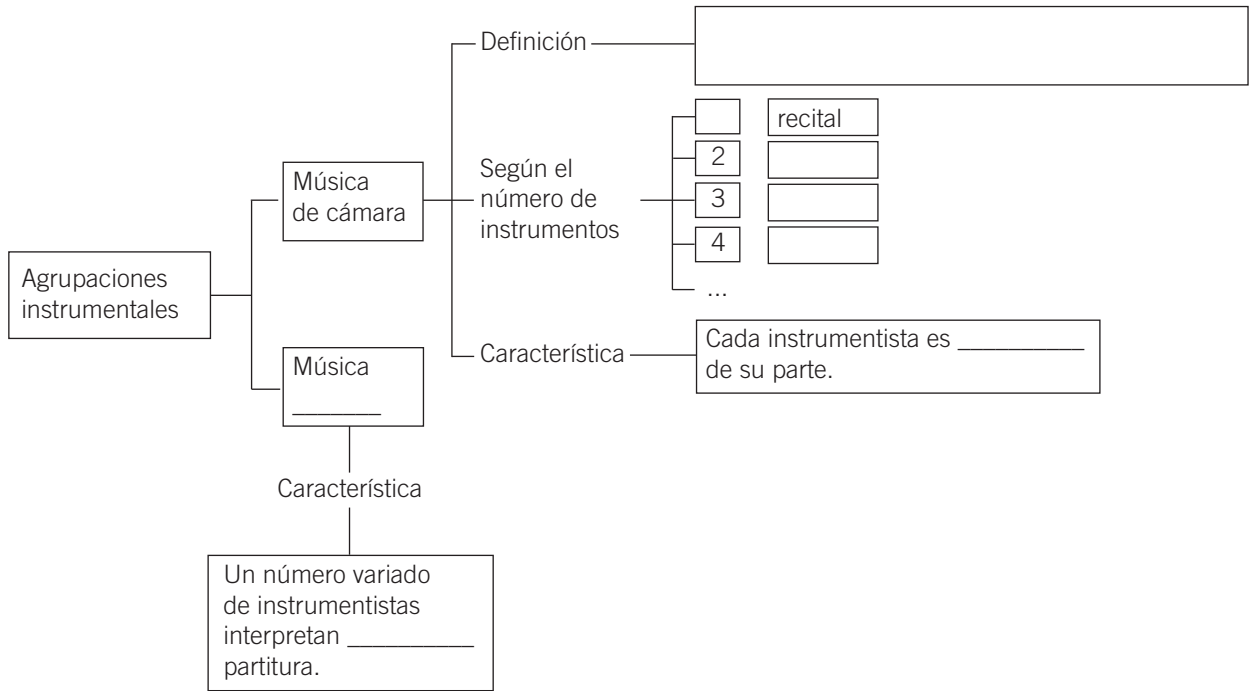 Definición
recital
2
3
4
...
Según el
número de
instrumentos
Música
de cámara
Agrupaciones
instrumentales
Característica
Cada instrumentista es __________
de su parte.
Música
_______
Característica
Un número variado
de instrumentistas
interpretan __________
partitura.